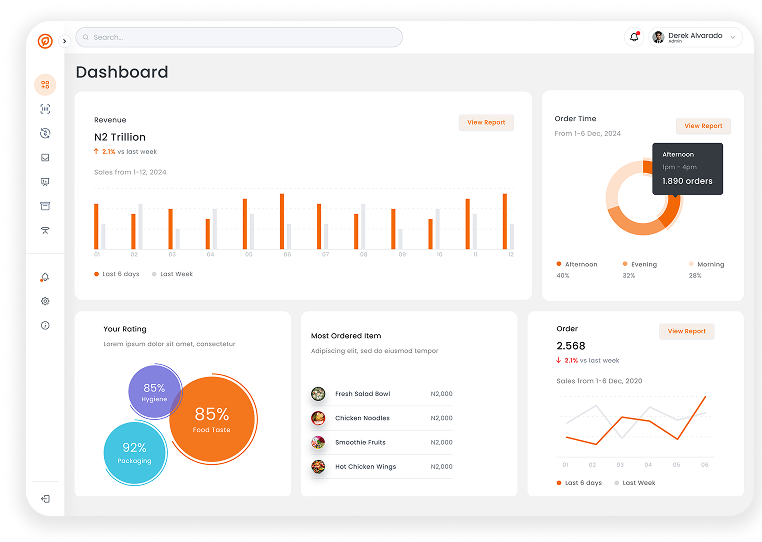 Search...
Derek Alvarado
Admin
Dashboard
Revenue
View Report
N2 Trillion
2.1% vs last week
Sales from 1-12, 2024
01 02 03 04 05 06 07 08 09 10 11 12
Last 6 days
Last Week
Order Time
View Report
From 1-6 Dec, 2024
Afternoon
1pm - 4pm
1.890 orders
Afternoon
Evening
Morning
40%
32%
28%
Your Rating
Lorem ipsum dolor sit amet, consectetur
85%
Hygiene
85%
Food Taste
92%
Packaging
Most Ordered Item
Adipiscing elit, sed do eiusmod tempor
Fresh Salad Bowl N2,000
Chicken Noodles N2,000
Smoothie Fruits N2,000
Hot Chicken Wings N2,000
Order
View Report
2.568
2.1% vs last week
Sales from 1-6 Dec, 2020
01 02 03 04 05 06
Last 6 days
Last Week